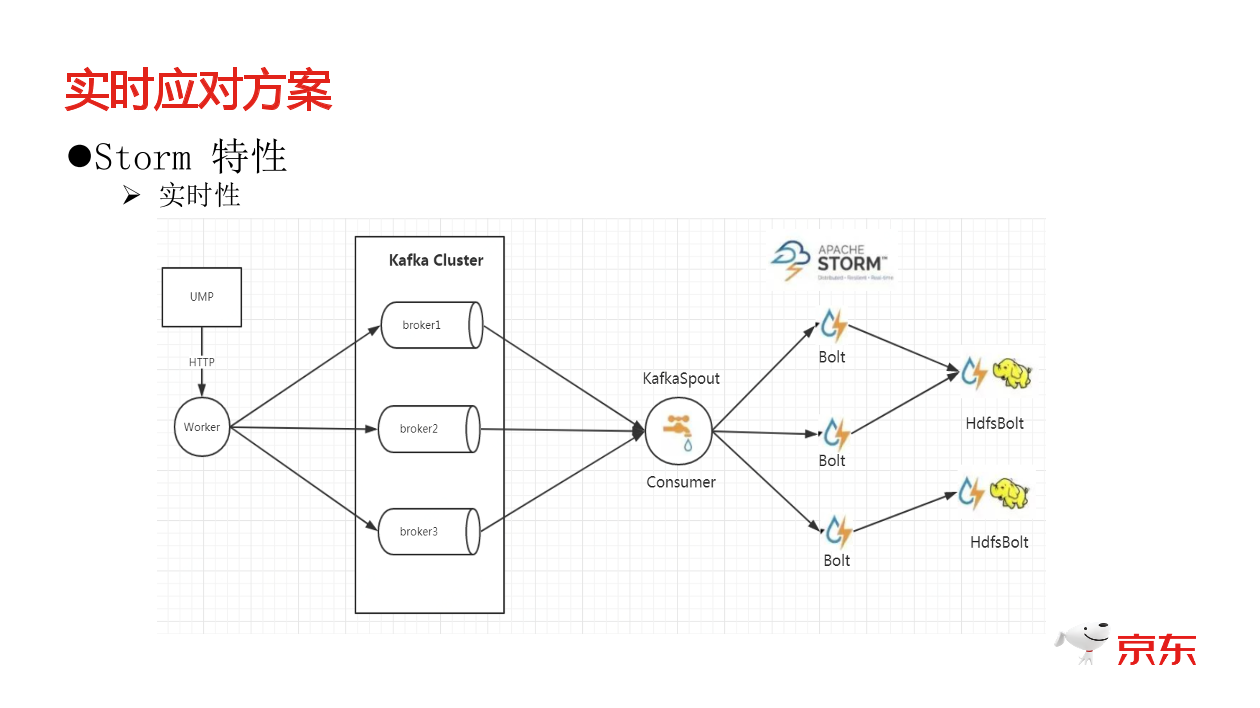 实时应对方案
●Storm 特性
➢ 实时性
Kafka Cluster
UMP
HTTP
Worker
broker1
broker2
broker3
KafkaSpout
Consumer
APACHE
STORM™
Distributed • Resilient • Real-time
Bolt
Bolt
Bolt
HdfsBolt
HdfsBolt
京东